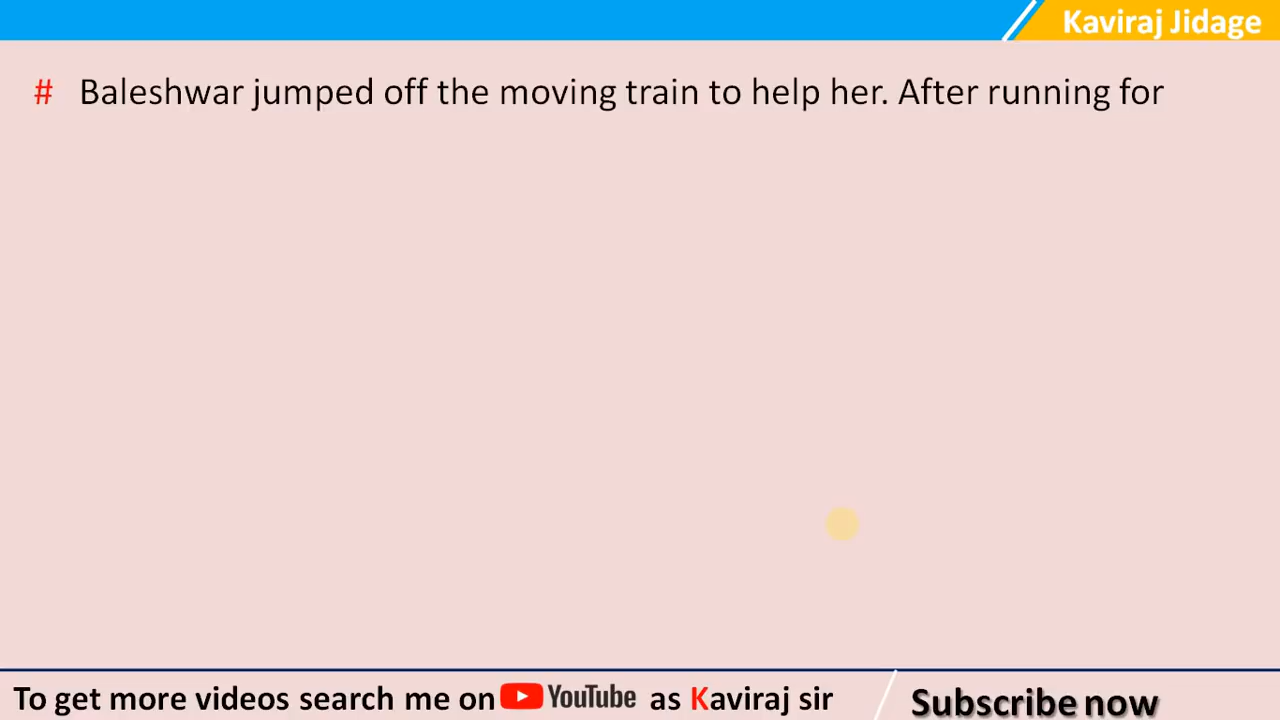 Kaviraj Jidage
# Baleshwar jumped off the moving train to help her. After running for
To get more videos search me on YouTube as Kaviraj sir
Subscribe now